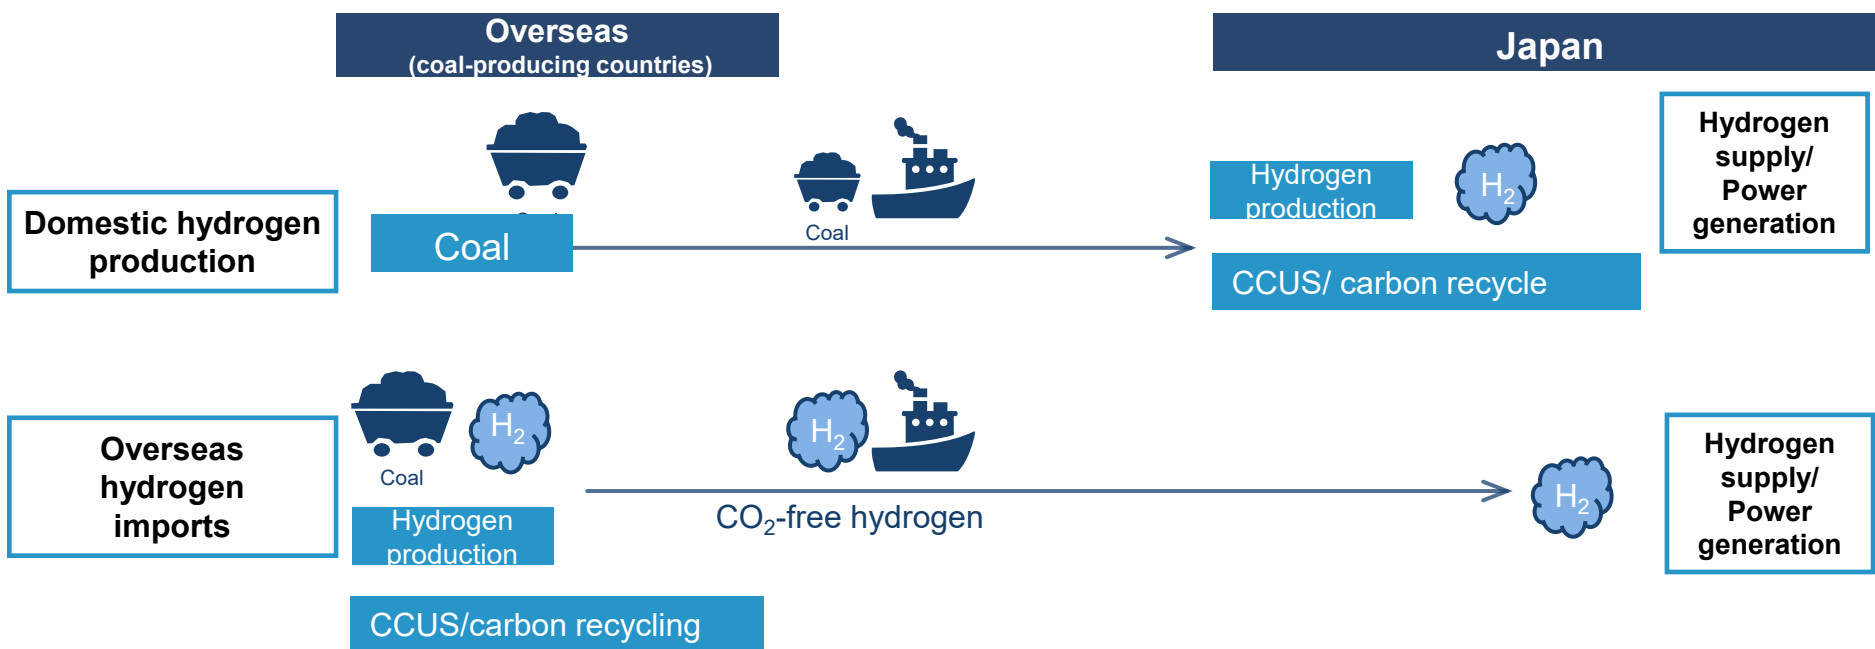 Overseas
(coal-producing countries)
Japan
Domestic hydrogen
production
Coal
Coal
Hydrogen
production
H2
CCUS/ carbon recycle
Hydrogen
supply/
Power
generation
Overseas
hydrogen
imports
Coal
H2
Hydrogen
production
CCUS/carbon recycling
H2
CO2-free hydrogen
H2
Hydrogen
supply/
Power
generation